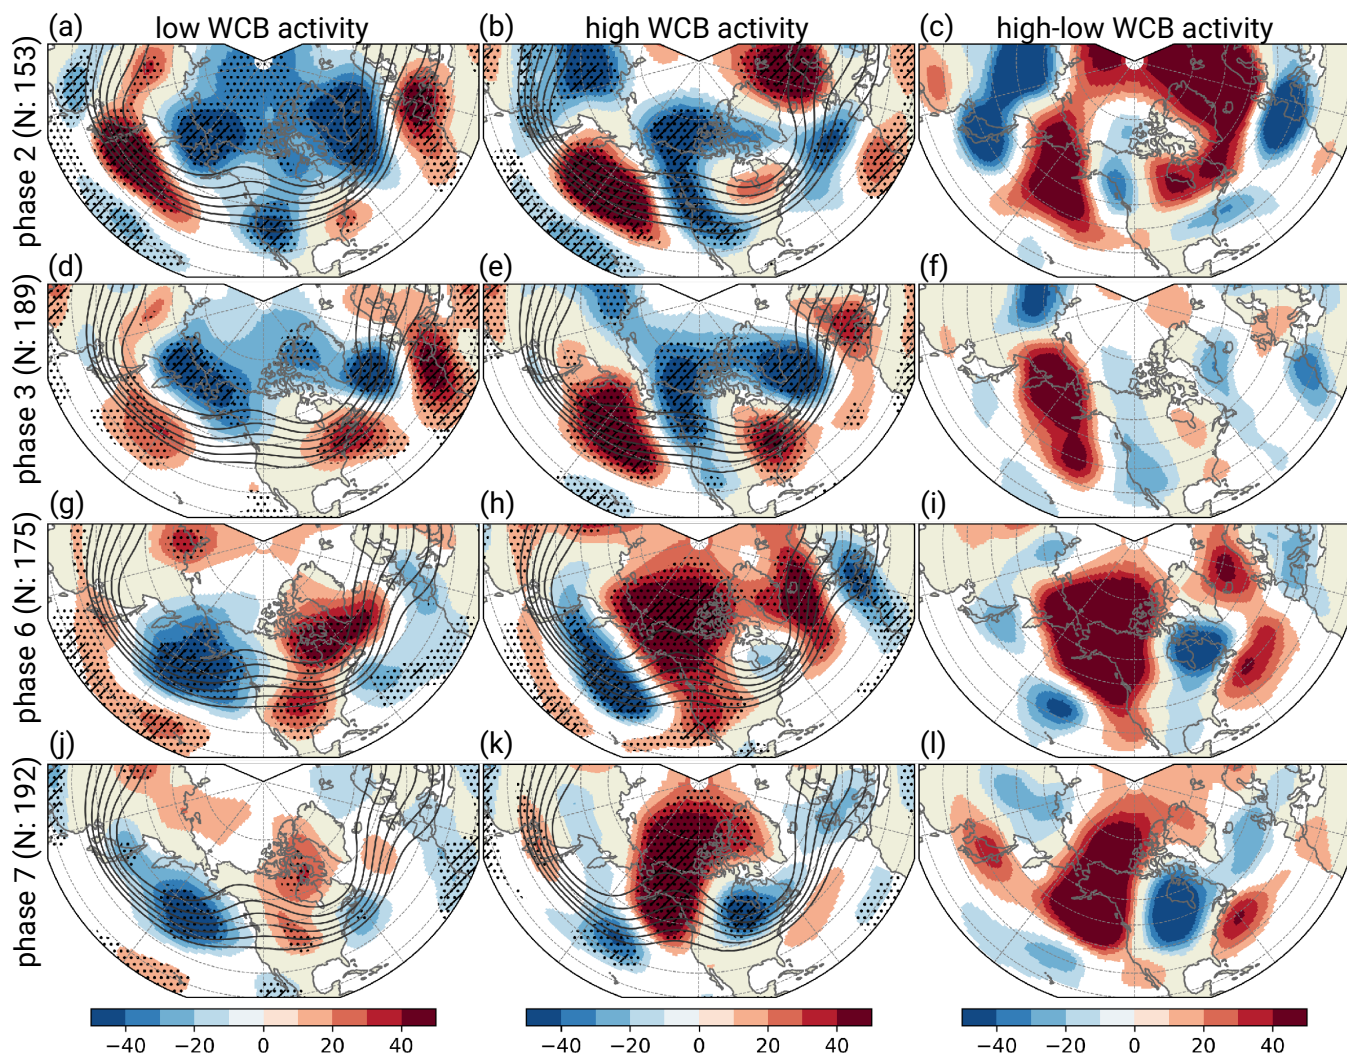 (a) low WCB activity
(b) high WCB activity
(c) high-low WCB activity
phase 2 (N: 153)
(d)
(e)
(f)
phase 3 (N: 189)
(g)
(h)
(i)
phase 6 (N: 175)
(j)
(k)
(l)
phase 7 (N: 192)
−40 −20 0 20 40
−40 −20 0 20 40
−40 −20 0 20 40